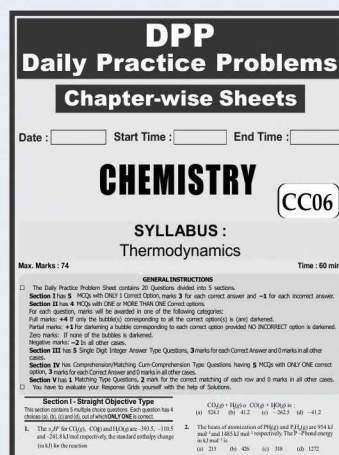 DPP
Daily Practice Problems
Chapter-wise Sheets
Date : Start Time : End Time :
CHEMISTRY
CC06
SYLLABUS :
Thermodynamics
Max. Marks : 74 Time : 60 min
GENERAL INSTRUCTIONS
The Daily Practice Problem Sheet contains 20 Questions divided into 5 sections.
Section I has 5 MCQs with ONLY 1 Correct Option, marks 3 for each correct answer and –1 for each incorrect answer.
Section II has 4 MCQs with ONE or MORE THAN ONE Correct options.
For each question, marks will be awarded in one of the following categories:
Full marks: +4 If only the bubble(s) corresponding to all the correct option(s) is (are) darkened.
Partial marks: +1 For darkening a bubble corresponding to each correct option provided NO INCORRECT option is darkened.
Zero marks: If none of the bubbles is darkened.
Negative marks: –2 In all other cases.
Section III has 5 Single Digit Integer Answer Type Questions, 3 marks for each Correct Answer and 0 marks in all other
cases.
Section IV has Comprehension/Matching Cum-Comprehension Type Questions having 5 MCQs with ONLY ONE correct
option, 3 marks for each Correct Answer and 0 marks in all other cases.
Section V has 1 Matching Type Questions, 2 mark for the correct matching of each row and 0 marks in all other cases.
You have to evaluate your Response Grids yourself with the help of Solutions.
Section I - Straight Objective Type
This section contains 5 multiple choice questions. Each question has 4
choices (a), (b), (c) and (d), out of which ONLY ONE is correct.
1. The for CO₂(g), CO(g) and H₂O(g) are -393.5, -110.5
and -241.8 kJ/mol respectively, the standard enthalpy change
(in kJ) for the reaction
CO₂(g) + H₂(g) CO(g) + H₂O(g) is :
(a) 524.1 (b) 41.2 (c) – 262.5 (d) –41.2
2. The heats of atomization of PH₃(g) and P₂H₄(g) are 954 kJ
mol⁻¹ and 1485 kJ mol⁻¹ respectively. The P–P bond energy
in kJ mol⁻¹ is
(a) 213 (b) 426 (c) 318 (d) 1272